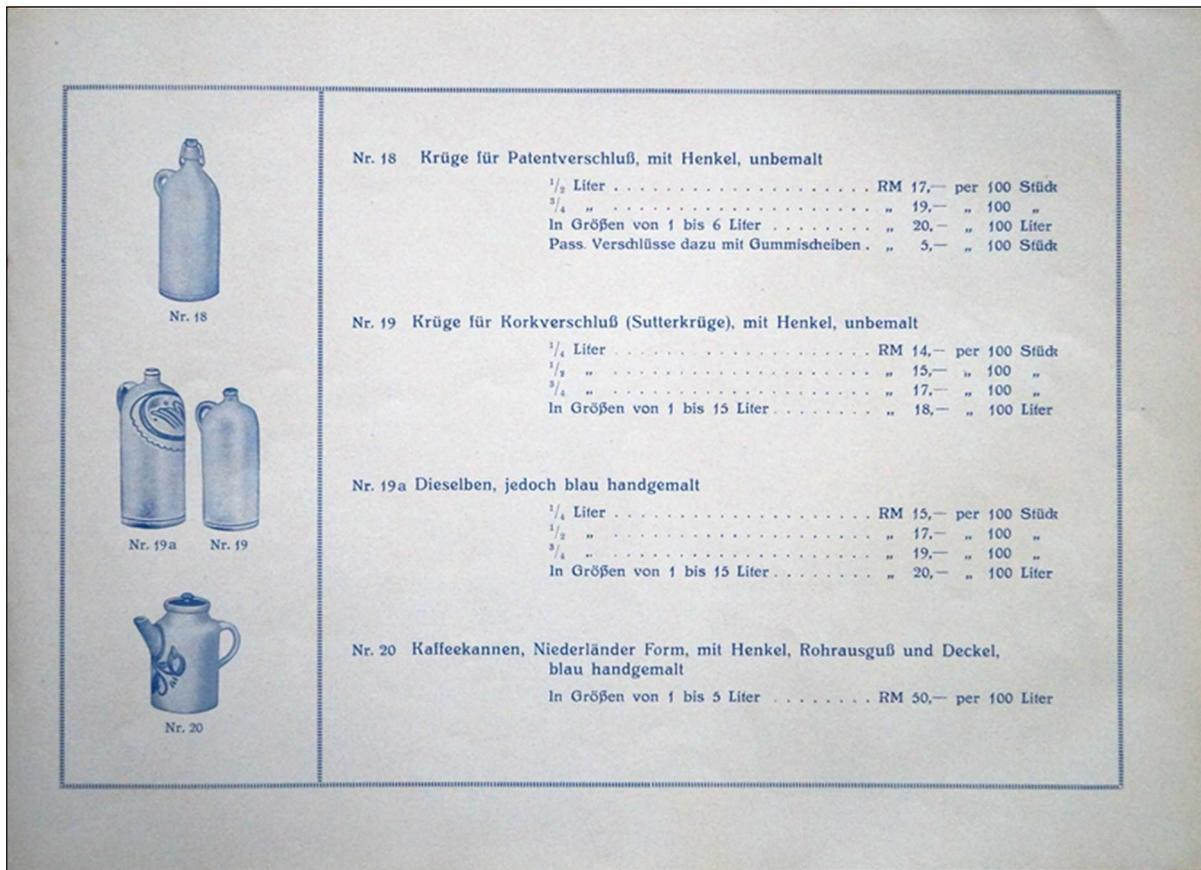 Nr. 18
Nr. 19a Nr. 19
Nr. 20
Nr. 18 Krüge für Patentverschluß, mit Henkel, unbemalt
1/2 Liter . . . . . . . . . . . . . . . . . . . . RM 17,— per 100 Stück
3/4 „ . . . . . . . . . . . . . . . . . . . . „ 19,— „ 100 „
In Größen von 1 bis 6 Liter . . . . . . . . „ 20,— „ 100 Liter
Pass. Verschlüsse dazu mit Gummischeiben . „ 5,— „ 100 Stück
Nr. 19 Krüge für Korkverschluß (Sutterkrüge), mit Henkel, unbemalt
1/4 Liter . . . . . . . . . . . . . . . . . . . . RM 14,— per 100 Stück
1/2 „ . . . . . . . . . . . . . . . . . . . . „ 15,— „ 100 „
3/4 „ . . . . . . . . . . . . . . . . . . . . „ 17,— „ 100 „
In Größen von 1 bis 15 Liter . . . . . . . . „ 18,— „ 100 Liter
Nr. 19a Dieselben, jedoch blau handgemalt
1/4 Liter . . . . . . . . . . . . . . . . . . . . RM 15,— per 100 Stück
1/2 „ . . . . . . . . . . . . . . . . . . . . „ 17,— „ 100 „
3/4 „ . . . . . . . . . . . . . . . . . . . . „ 19,— „ 100 „
In Größen von 1 bis 15 Liter . . . . . . . . „ 20,— „ 100 Liter
Nr. 20 Kaffeekannen, Niederländer Form, mit Henkel, Rohrausguß und Deckel,
blau handgemalt
In Größen von 1 bis 5 Liter . . . . . . . . RM 50,— per 100 Liter